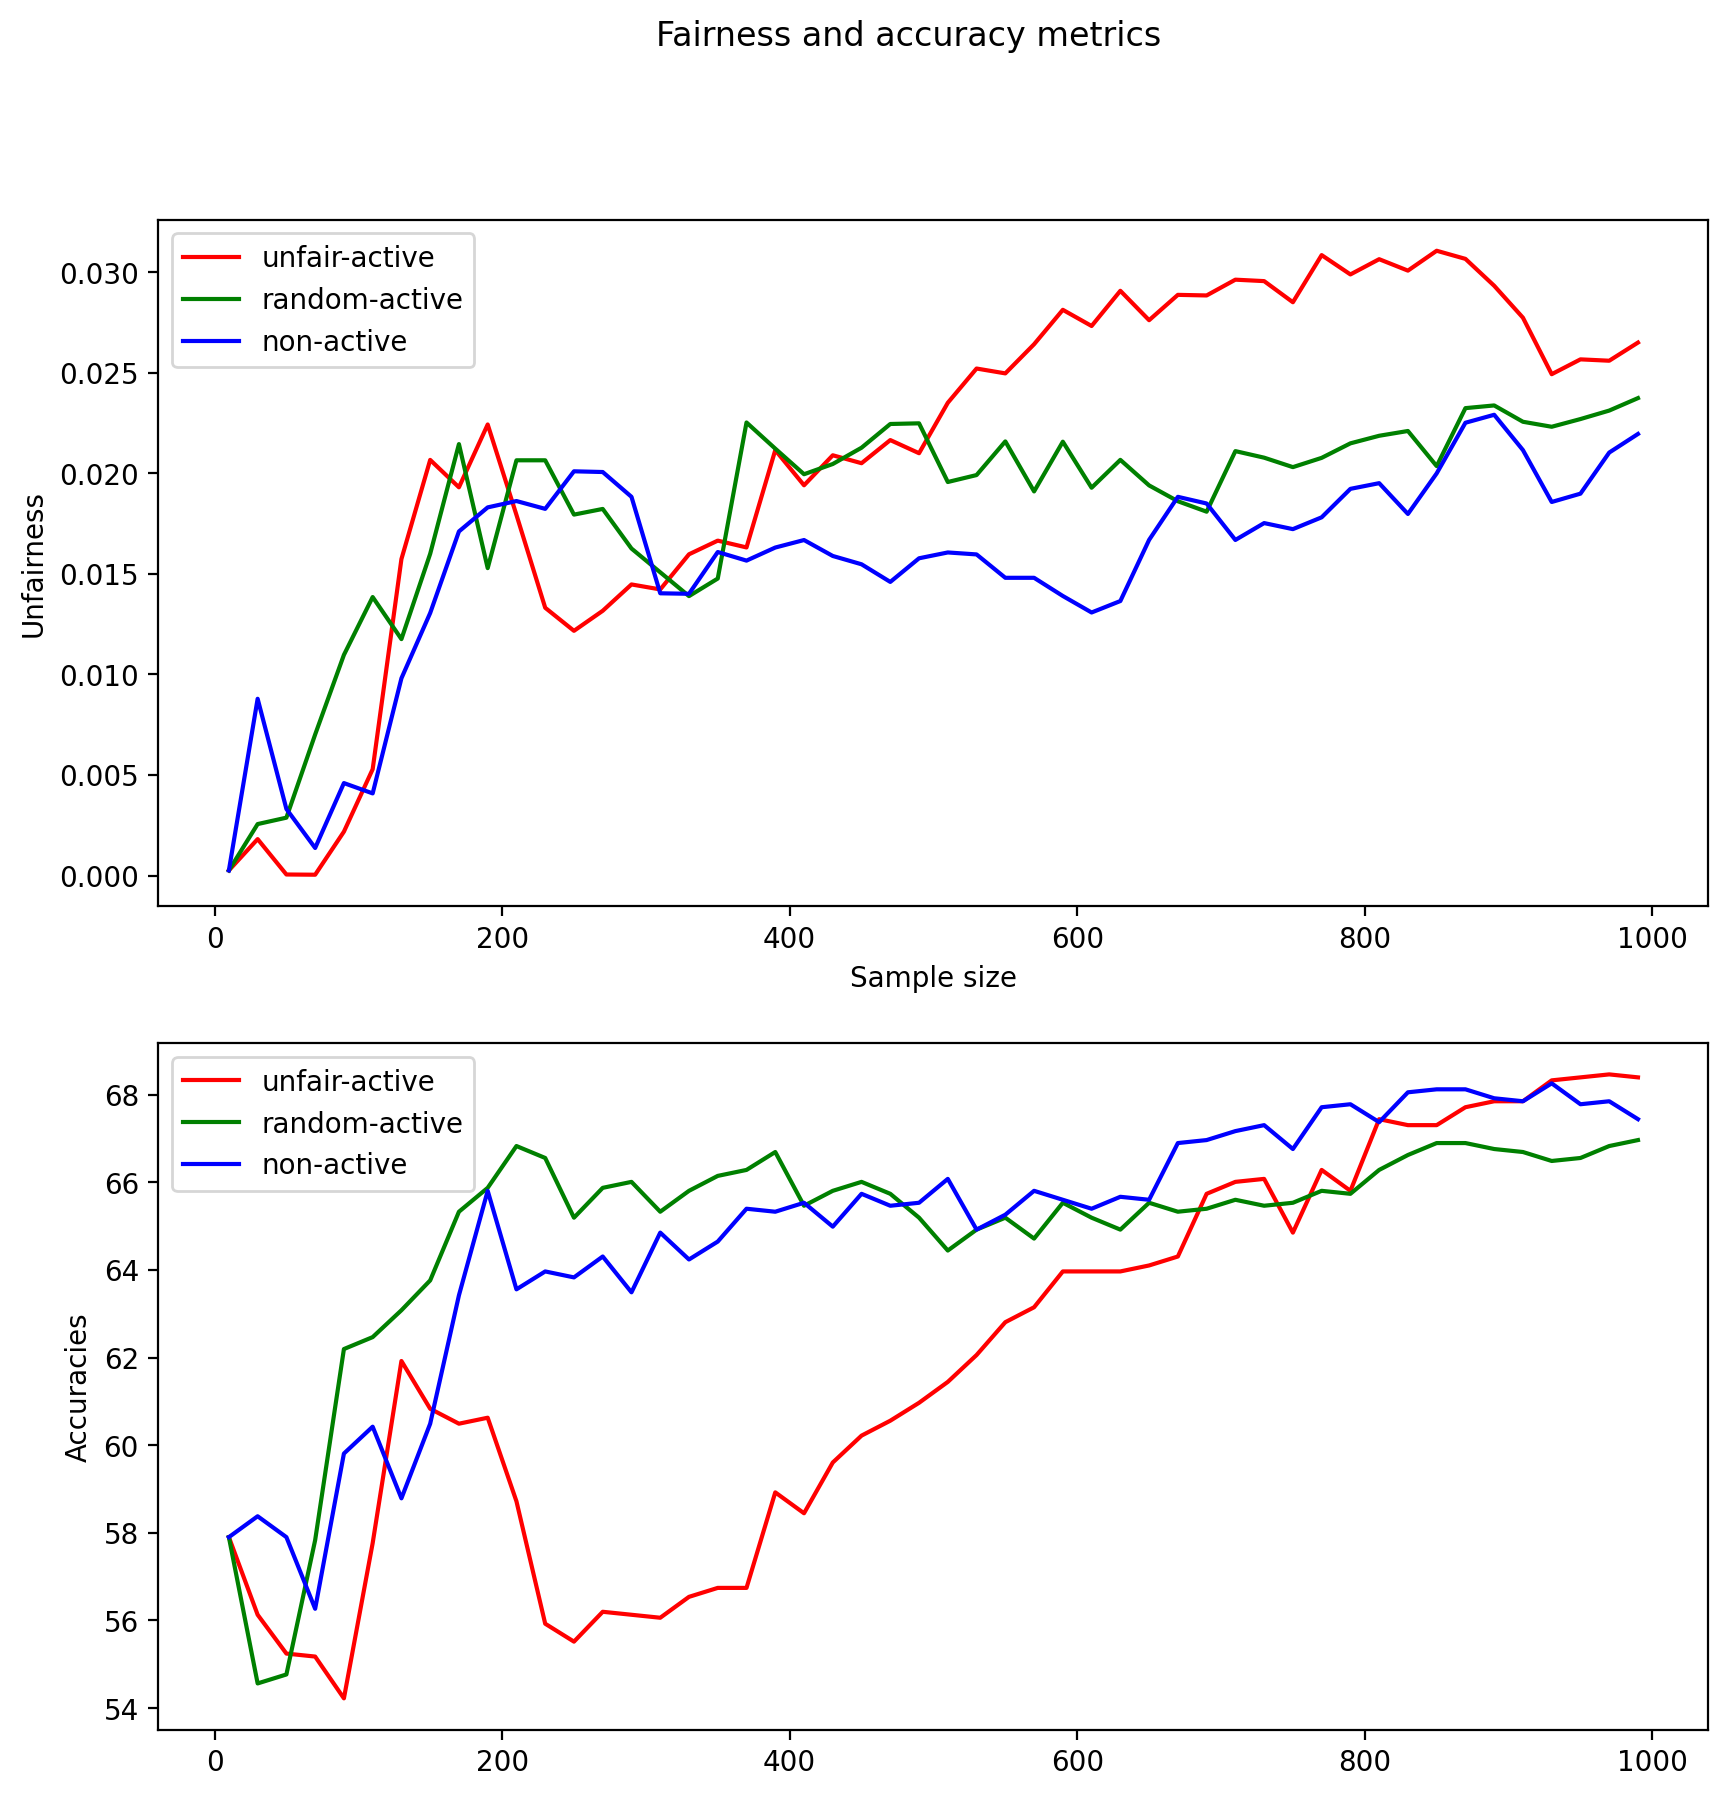 Fairness and accuracy metrics
unfair-active
random-active
non-active
0.030
0.025
0.020
0.015
0.010
0.005
0.000
Unfairness
0 200 400 600 800 1000
Sample size
unfair-active
random-active
non-active
68
66
64
62
60
58
56
54
Accuracies
0 200 400 600 800 1000